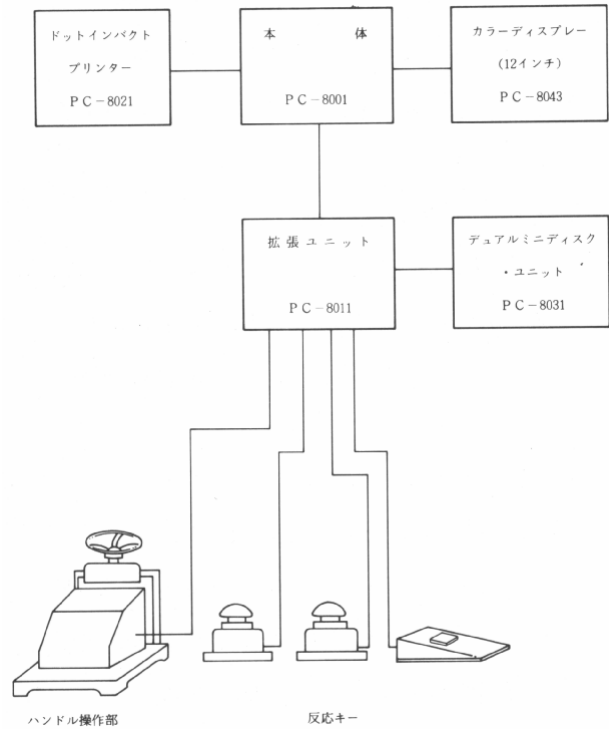 ドットインパクト
プリンター
PC-8021
本体
PC-8001
カラーディスプレー
(12インチ)
PC-8043
拡張ユニット
PC-8011
デュアルミニディスク
・ユニット
PC-8031
ハンドル操作部
反応キー